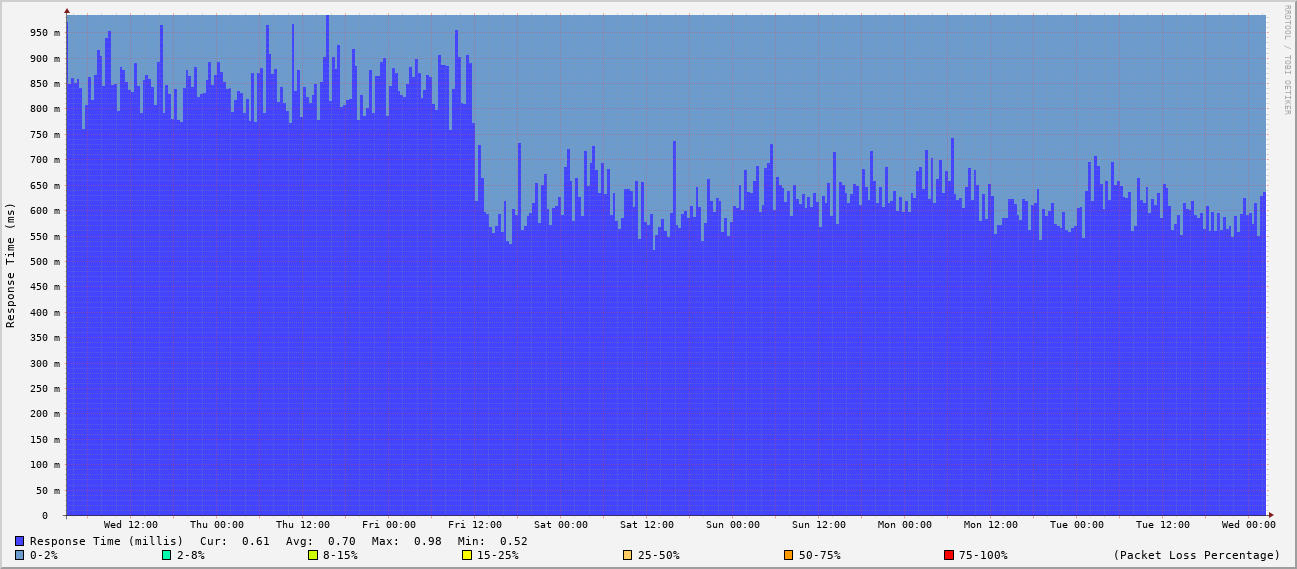 RRDTOOL / TOBI OETIKER
Response Time (ms)
950 m
900 m
850 m
800 m
750 m
700 m
650 m
600 m
550 m
500 m
450 m
400 m
350 m
300 m
250 m
200 m
150 m
100 m
50 m
0
Wed 12:00 Thu 00:00 Thu 12:00 Fri 00:00 Fri 12:00 Sat 00:00 Sat 12:00 Sun 00:00 Sun 12:00 Mon 00:00 Mon 12:00 Tue 00:00 Tue 12:00 Wed 00:00
Response Time (millis) Cur: 0.61 Avg: 0.70 Max: 0.98 Min: 0.52
0-2% 2-8% 8-15% 15-25% 25-50% 50-75% 75-100% (Packet Loss Percentage)